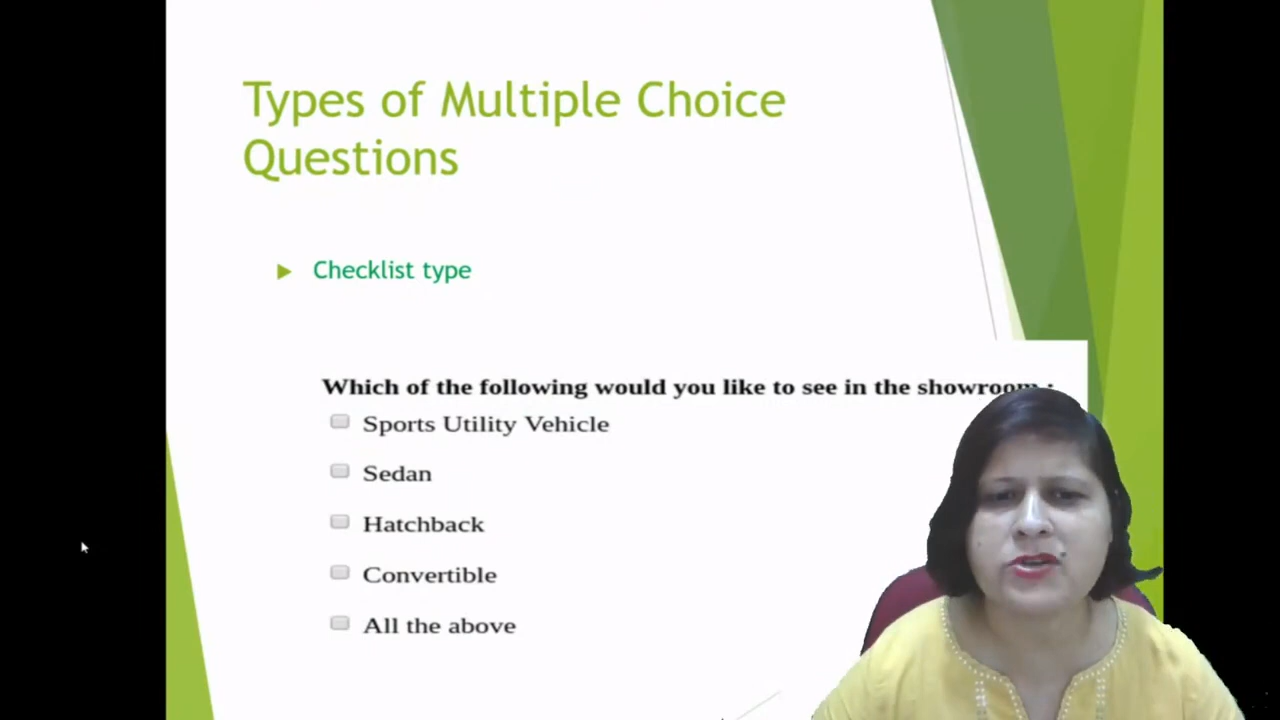 Types of Multiple Choice
Questions
Checklist type
Which of the following would you like to see in the showroom :
Sports Utility Vehicle
Sedan
Hatchback
Convertible
All the above